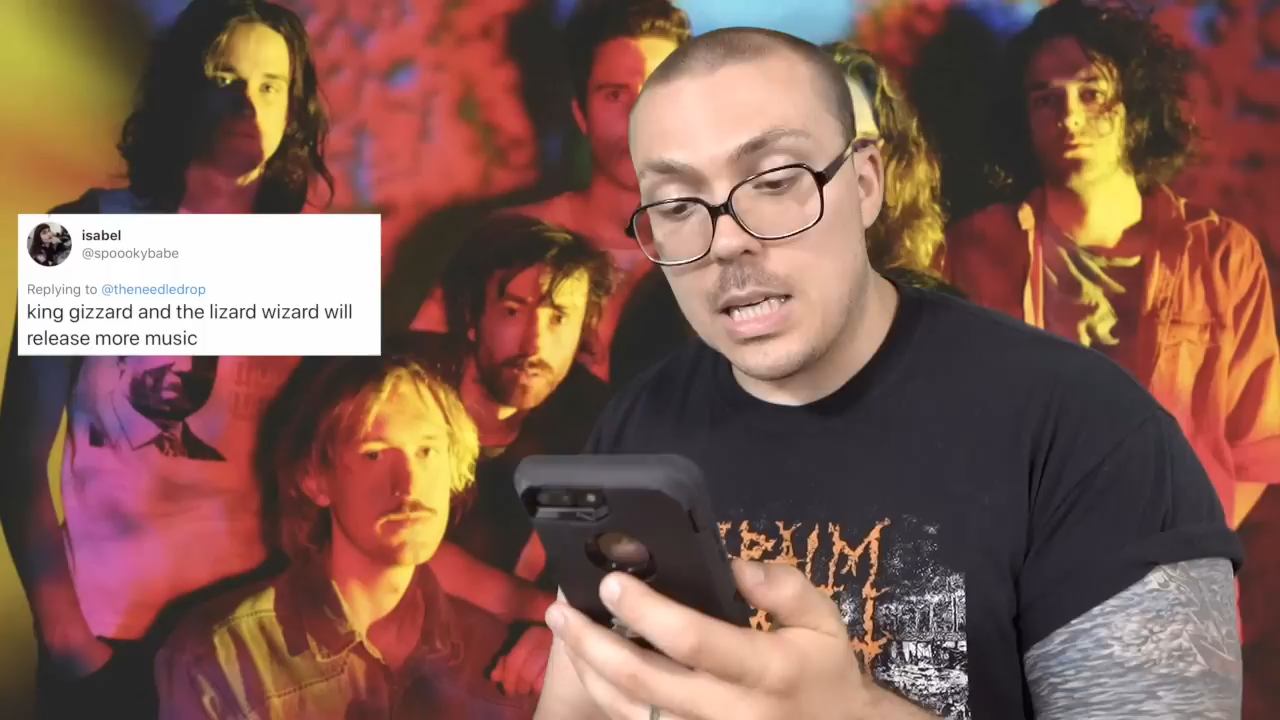 isabel
@spoookybabe
Replying to @theneedledrop
king gizzard and the lizard wizard will
release more music